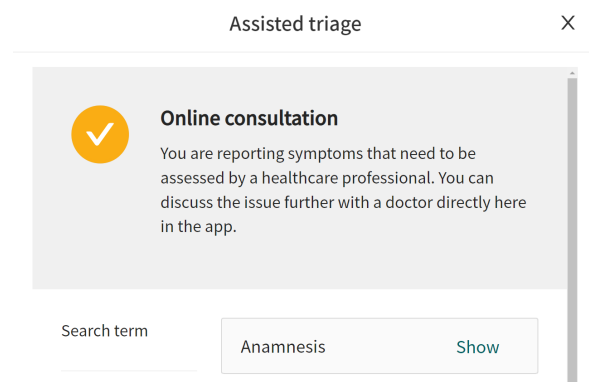 Assisted triage
X
Online consultation
You are reporting symptoms that need to be
assessed by a healthcare professional. You can
discuss the issue further with a doctor directly here
in the app.
Search term
Anamnesis Show